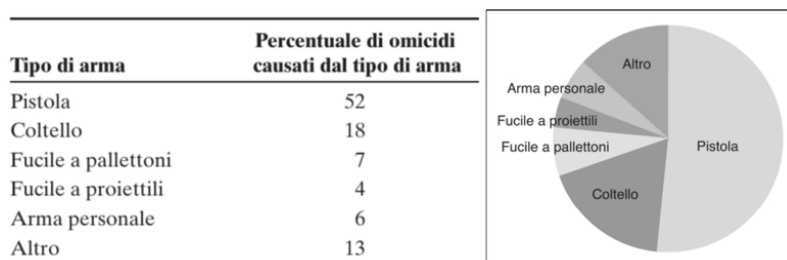 Tipo di arma Percentuale di omicidi causati dal tipo di arma
Pistola 52
Coltello 18
Fucile a pallettoni 7
Fucile a proiettili 4
Arma personale 6
Altro 13
Altro
Arma personale
Fucile a proiettili
Fucile a pallettoni
Pistola
Coltello